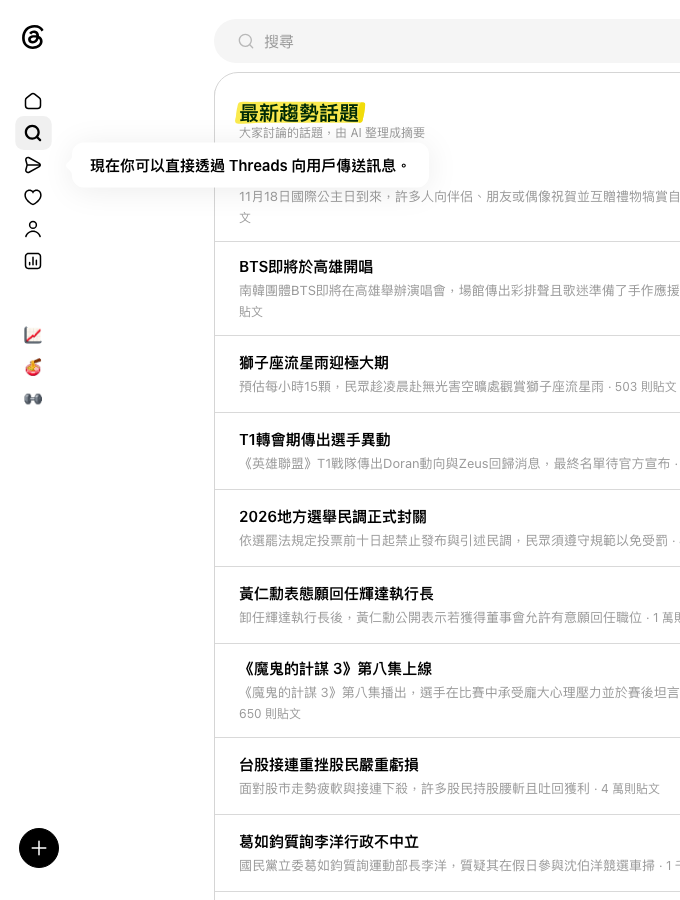 搜尋
最新趨勢話題
大家討論的話題，由 AI 整理成摘要
現在你可以直接透過 Threads 向用戶傳送訊息。
11月18日國際公主日到來，許多人向伴侶、朋友或偶像祝賀並互贈禮物犒賞自
文
BTS即將於高雄開唱
南韓團體BTS即將在高雄舉辦演唱會，場館傳出彩排聲且歌迷準備了手作應援
貼文
獅子座流星雨迎極大期
預估每小時15顆，民眾趁凌晨赴無光害空曠處觀賞獅子座流星雨 · 503 則貼文
T1轉會期傳出選手異動
《英雄聯盟》T1戰隊傳出Doran動向與Zeus回歸消息，最終名單待官方宣布 ·
2026地方選舉民調正式封關
依選罷法規定投票前十日起禁止發布與引述民調，民眾須遵守規範以免受罰 ·
黃仁勳表態願回任輝達執行長
卸任輝達執行長後，黃仁勳公開表示若獲得董事會允許有意願回任職位 · 1 萬則
《魔鬼的計謀 3》第八集上線
《魔鬼的計謀 3》第八集播出，選手在比賽中承受龐大心理壓力並於賽後坦言
650 則貼文
台股接連重挫股民嚴重虧損
面對股市走勢疲軟與接連下殺，許多股民持股腰斬且吐回獲利 · 4 萬則貼文
葛如鈞質詢李洋行政不中立
國民黨立委葛如鈞質詢運動部長李洋，質疑其在假日參與沈伯洋競選車掃 · 1 千